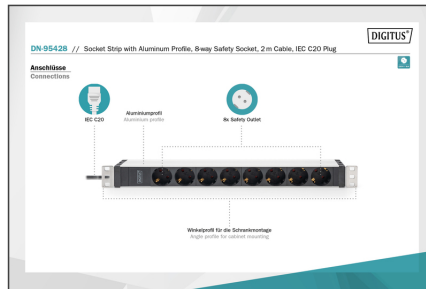 DIGITUS®
DN-95428 // Socket Strip with Aluminum Profile, 8-way Safety Socket, 2 m Cable, IEC C20 Plug
Anschlüsse
Connections
IEC C20
Aluminiumprofil
Aluminum profile
8x Safety Outlet
Winkelprofil für die Schrankmontage
Angle profile for cabinet mounting